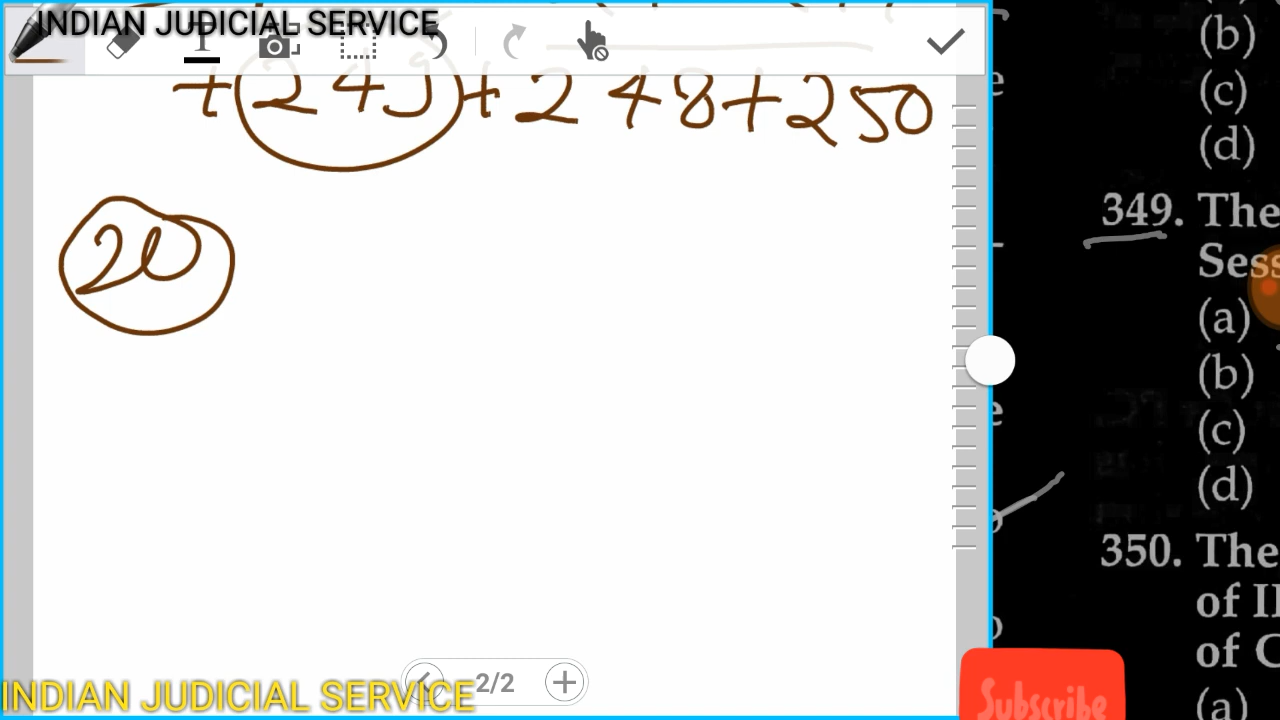 INDIAN JUDICIAL SERVICE
+ 243 + 248 + 250
20
2/2
INDIAN JUDICIAL SERVICE
(b)
(c)
(d)
349. The
Sess
(a)
(b)
(c)
(d)
350. The
of I
of C
(a)
Subscribe